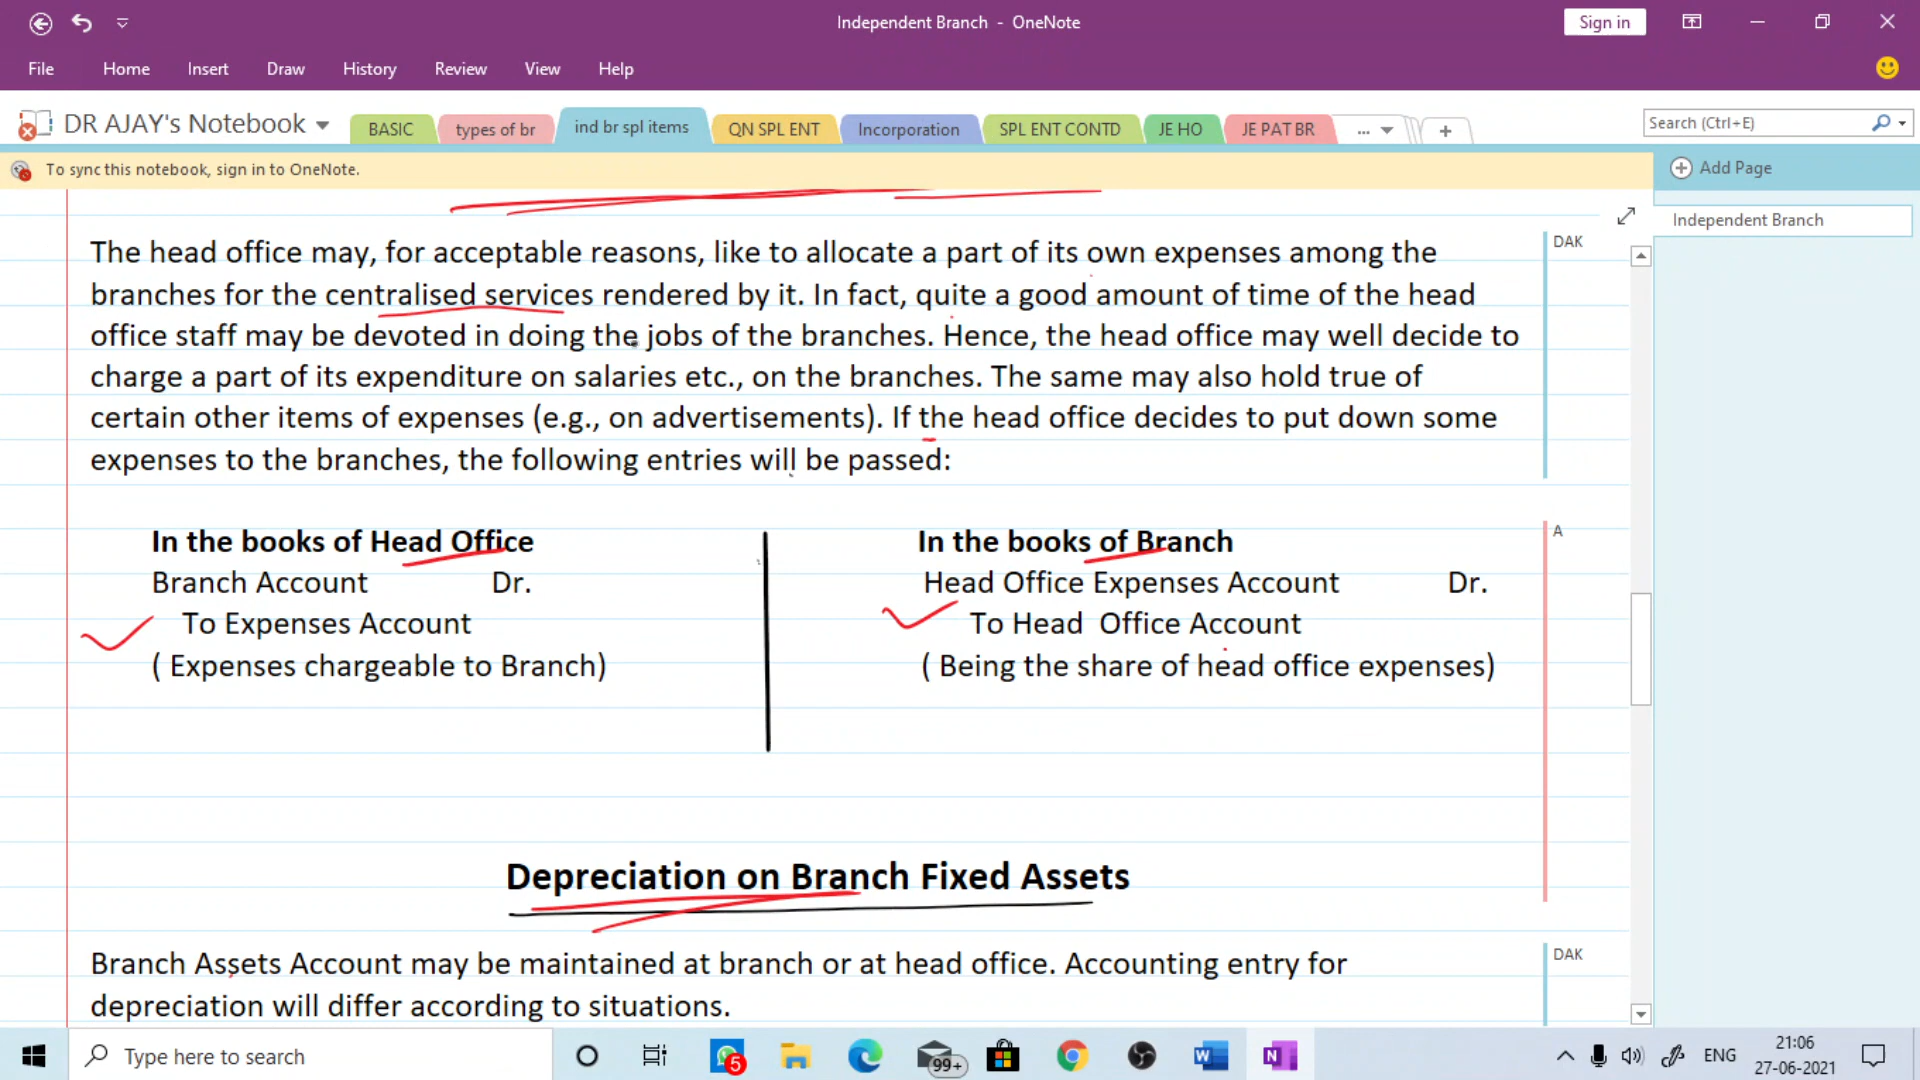 Independent Branch - OneNote
Sign in
File Home Insert Draw History Review View Help
DR AJAY's Notebook
BASIC types of br ind br spl items QN SPL ENT Incorporation SPL ENT CONTD JE HO JE PAT BR ...
Search (Ctrl+E)
To sync this notebook, sign in to OneNote.
Add Page
Independent Branch
DAK
The head office may, for acceptable reasons, like to allocate a part of its own expenses among the
branches for the centralised services rendered by it. In fact, quite a good amount of time of the head
office staff may be devoted in doing the jobs of the branches. Hence, the head office may well decide to
charge a part of its expenditure on salaries etc., on the branches. The same may also hold true of
certain other items of expenses (e.g., on advertisements). If the head office decides to put down some
expenses to the branches, the following entries will be passed:
A
In the books of Head Office
Branch Account Dr.
To Expenses Account
( Expenses chargeable to Branch)
In the books of Branch
Head Office Expenses Account Dr.
To Head  Office Account
( Being the share of head office expenses)
Depreciation on Branch Fixed Assets
DAK
Branch Assets Account may be maintained at branch or at head office. Accounting entry for
depreciation will differ according to situations.
Type here to search
5
99+
ENG
21:06
27-06-2021